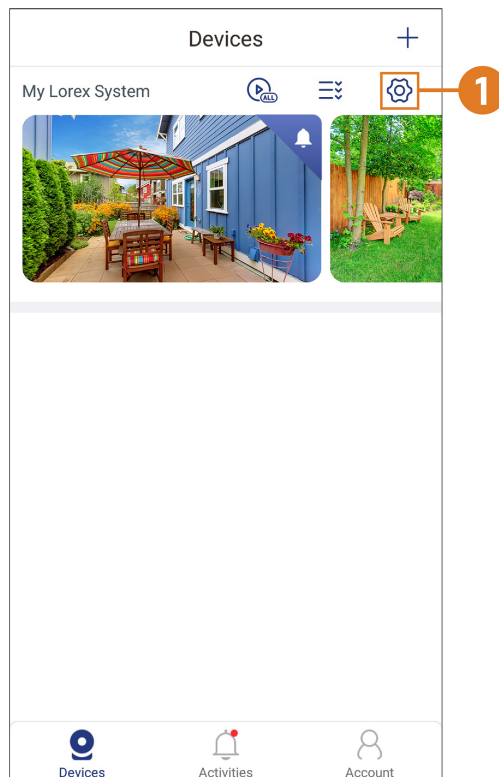 Devices
My Lorex System
ALL
1
Devices
Activities
Account